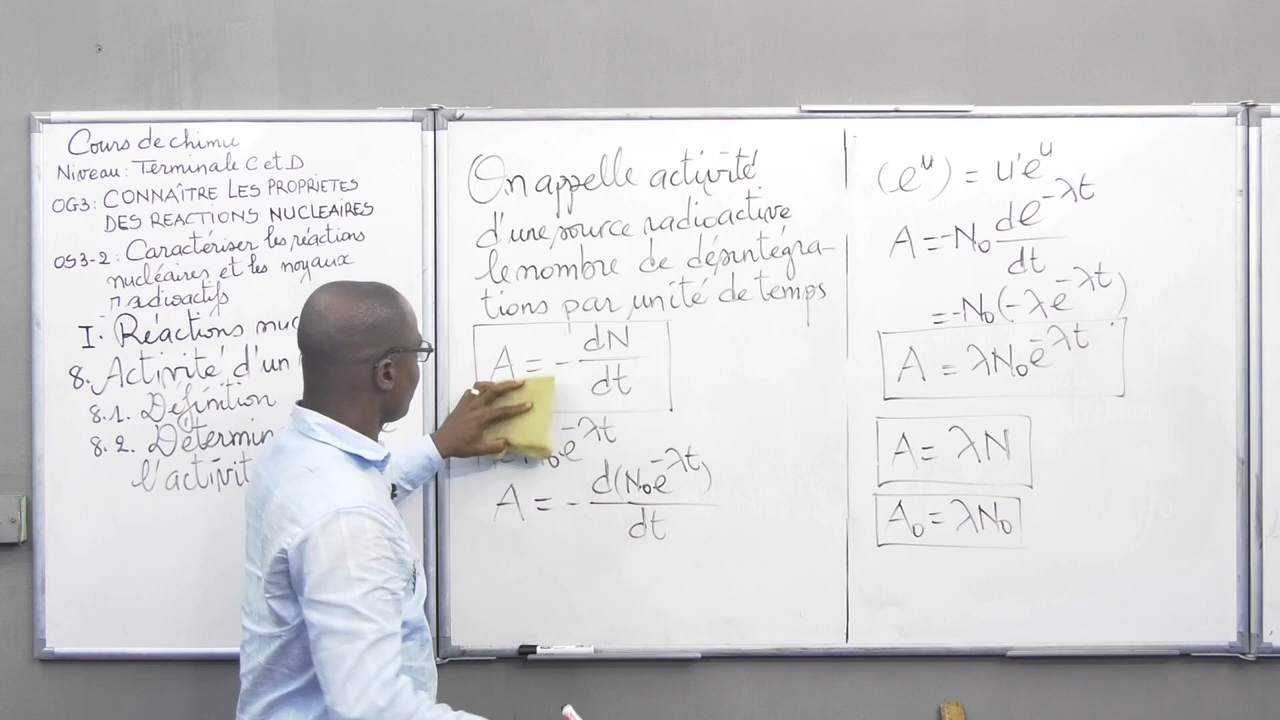 Cours de chimie
Niveau: Terminale C et D
OG3: CONNAÎTRE LES PROPRIETES
DES REACTIONS NUCLEAIRES
OS3-2: Caractériser les réactions
nucléaires et les noyaux
radioactifs
I. Réactions nuc
8. Activité d'un
8.1. Définition
8.2. Détermin
l'activit
On appelle activité
d'une source radioactive
le nombre de désintégra-
tions par unité de temps
A = - dN/dt
e^-λt
A = - d(N₀e^-λt)/dt
(e^u) = u'e^u
A = -N₀ de^-λt/dt
= -N₀(-λe^-λt)
A = λN₀e^-λt
A = λN
A₀ = λN₀